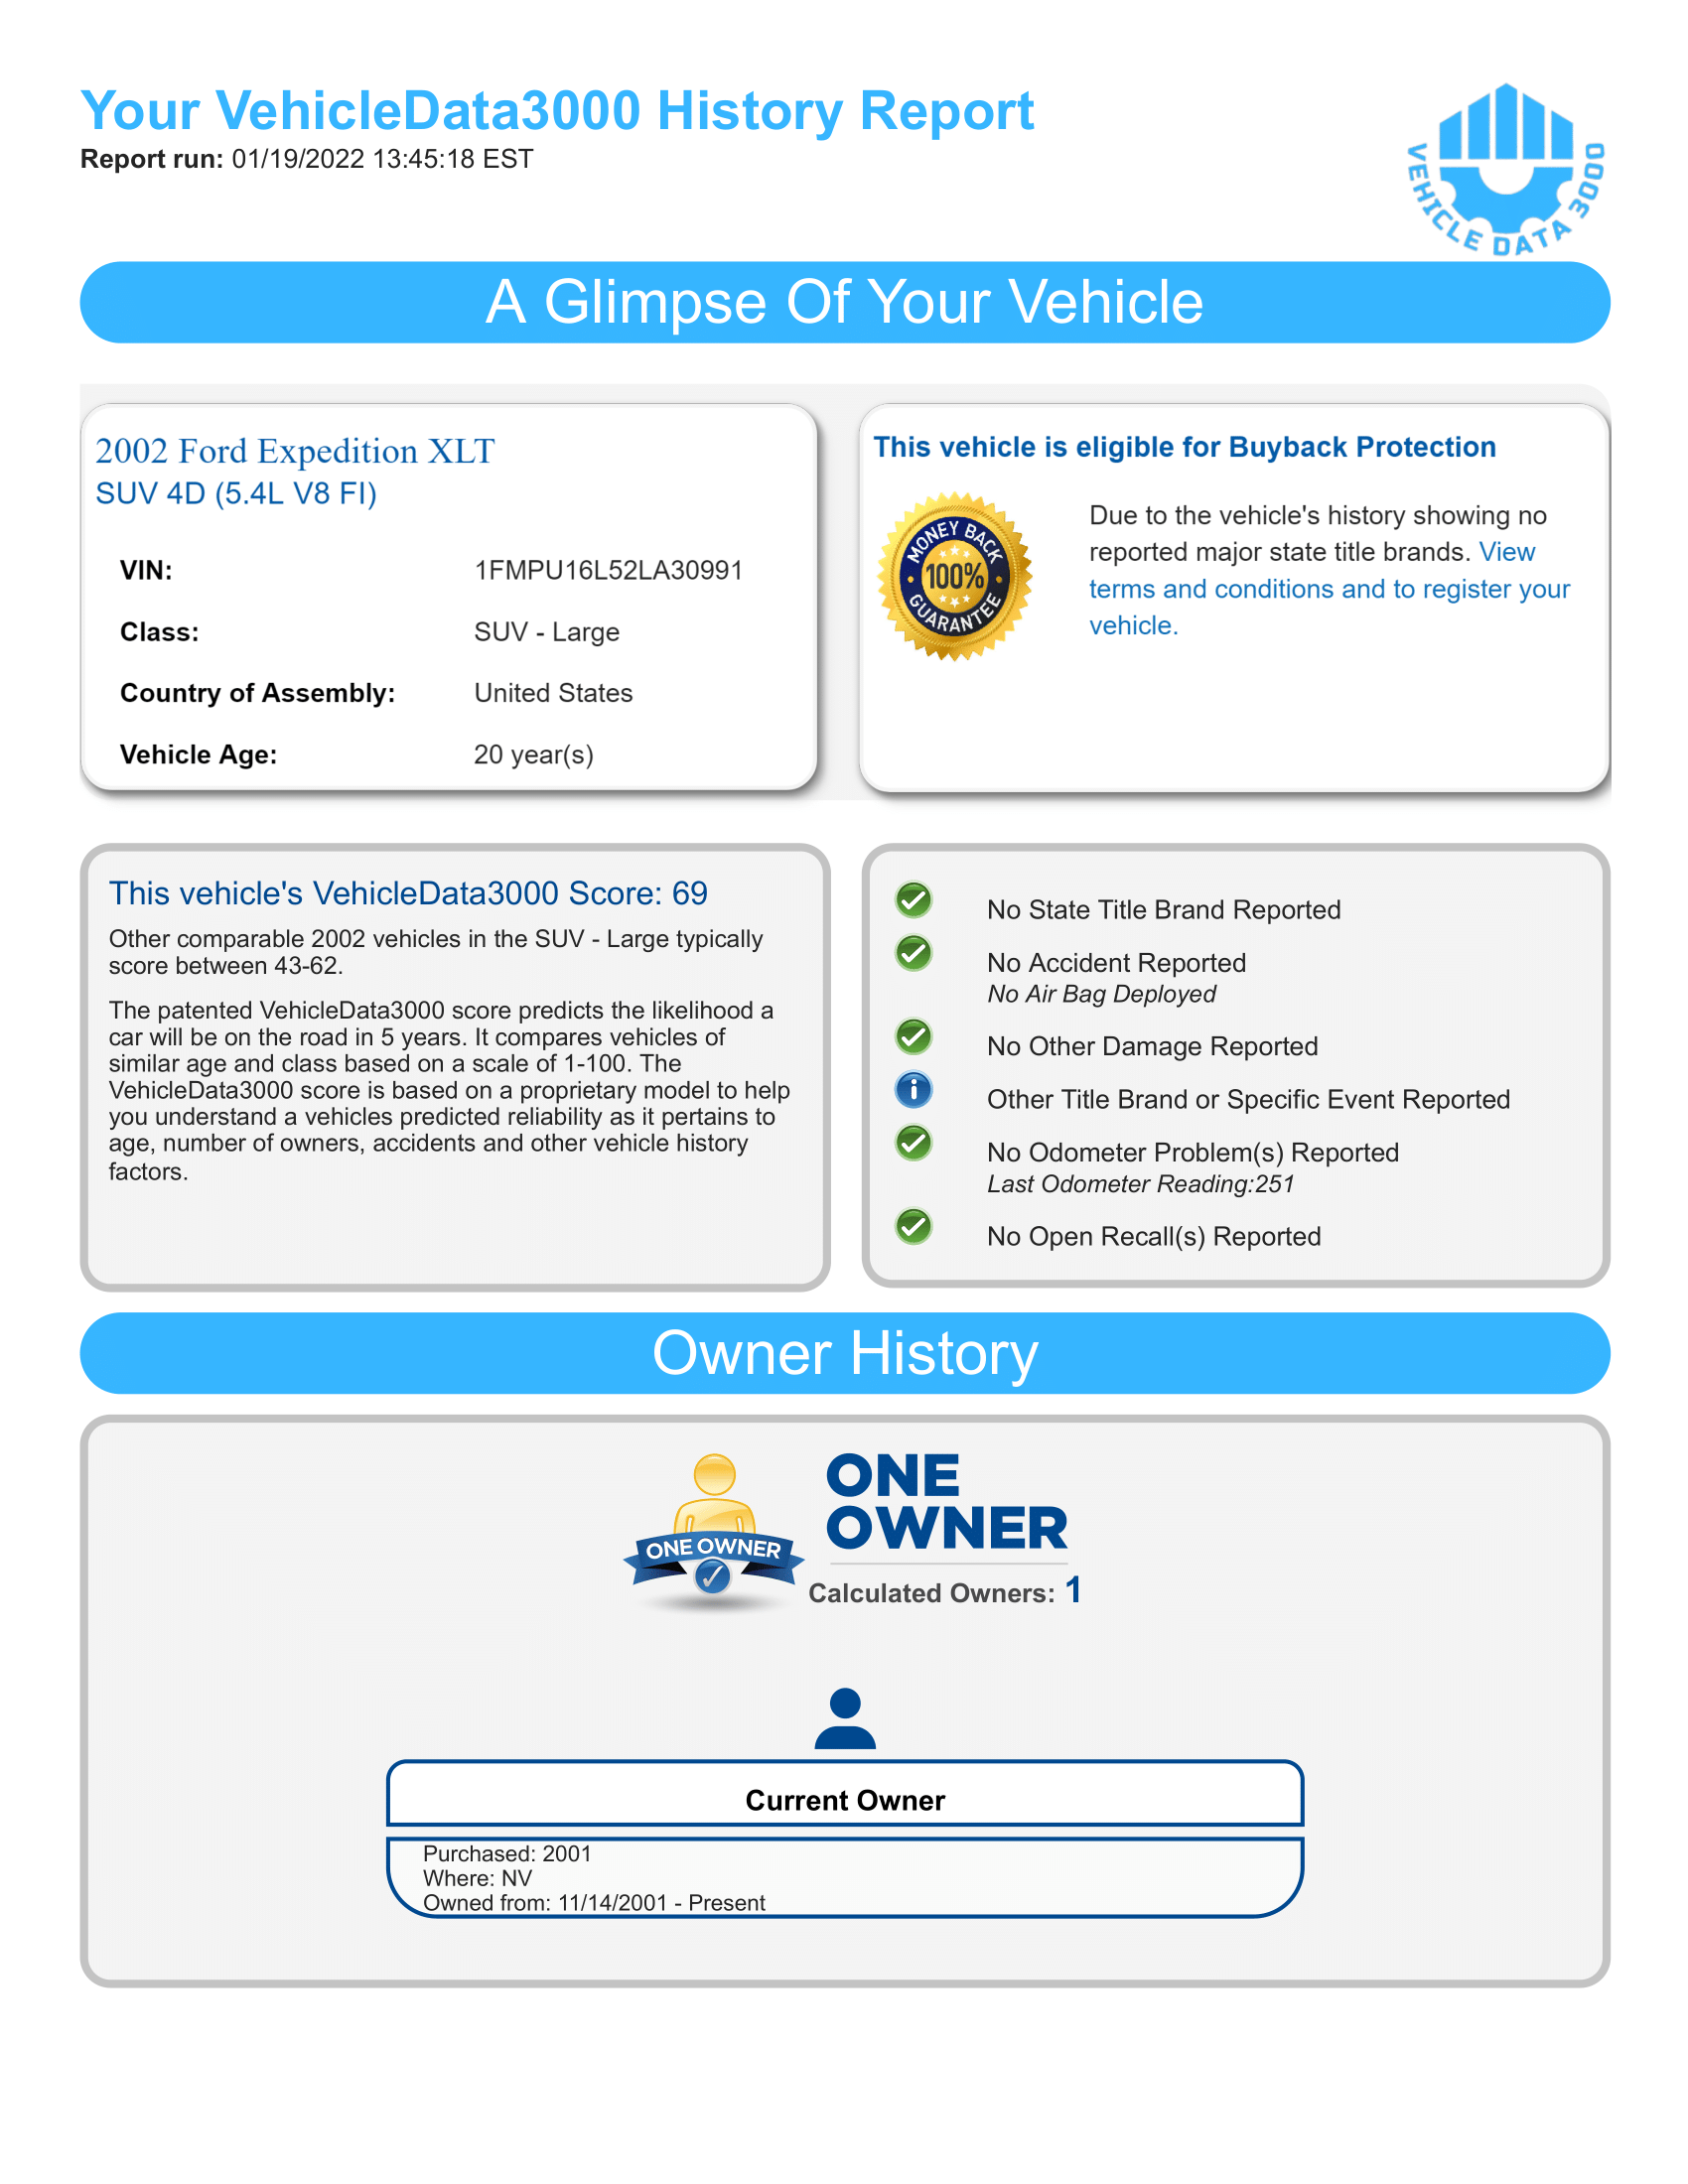 Your VehicleData3000 History Report
Report run: 01/19/2022 13:45:18 EST
VEHICLE DATA 3000
A Glimpse Of Your Vehicle
2002 Ford Expedition XLT
SUV 4D (5.4L V8 FI)
VIN: 1FMPU16L52LA30991
Class: SUV - Large
Country of Assembly: United States
Vehicle Age: 20 year(s)
This vehicle is eligible for Buyback Protection
MONEY BACK
100%
GUARANTEE
Due to the vehicle's history showing no
reported major state title brands. View
terms and conditions and to register your
vehicle.
This vehicle's VehicleData3000 Score: 69
Other comparable 2002 vehicles in the SUV - Large typically
score between 43-62.
The patented VehicleData3000 score predicts the likelihood a
car will be on the road in 5 years. It compares vehicles of
similar age and class based on a scale of 1-100. The
VehicleData3000 score is based on a proprietary model to help
you understand a vehicles predicted reliability as it pertains to
age, number of owners, accidents and other vehicle history
factors.
No State Title Brand Reported
No Accident Reported
No Air Bag Deployed
No Other Damage Reported
Other Title Brand or Specific Event Reported
No Odometer Problem(s) Reported
Last Odometer Reading:251
No Open Recall(s) Reported
Owner History
ONE OWNER
ONE
OWNER
Calculated Owners: 1
Current Owner
Purchased: 2001
Where: NV
Owned from: 11/14/2001 - Present